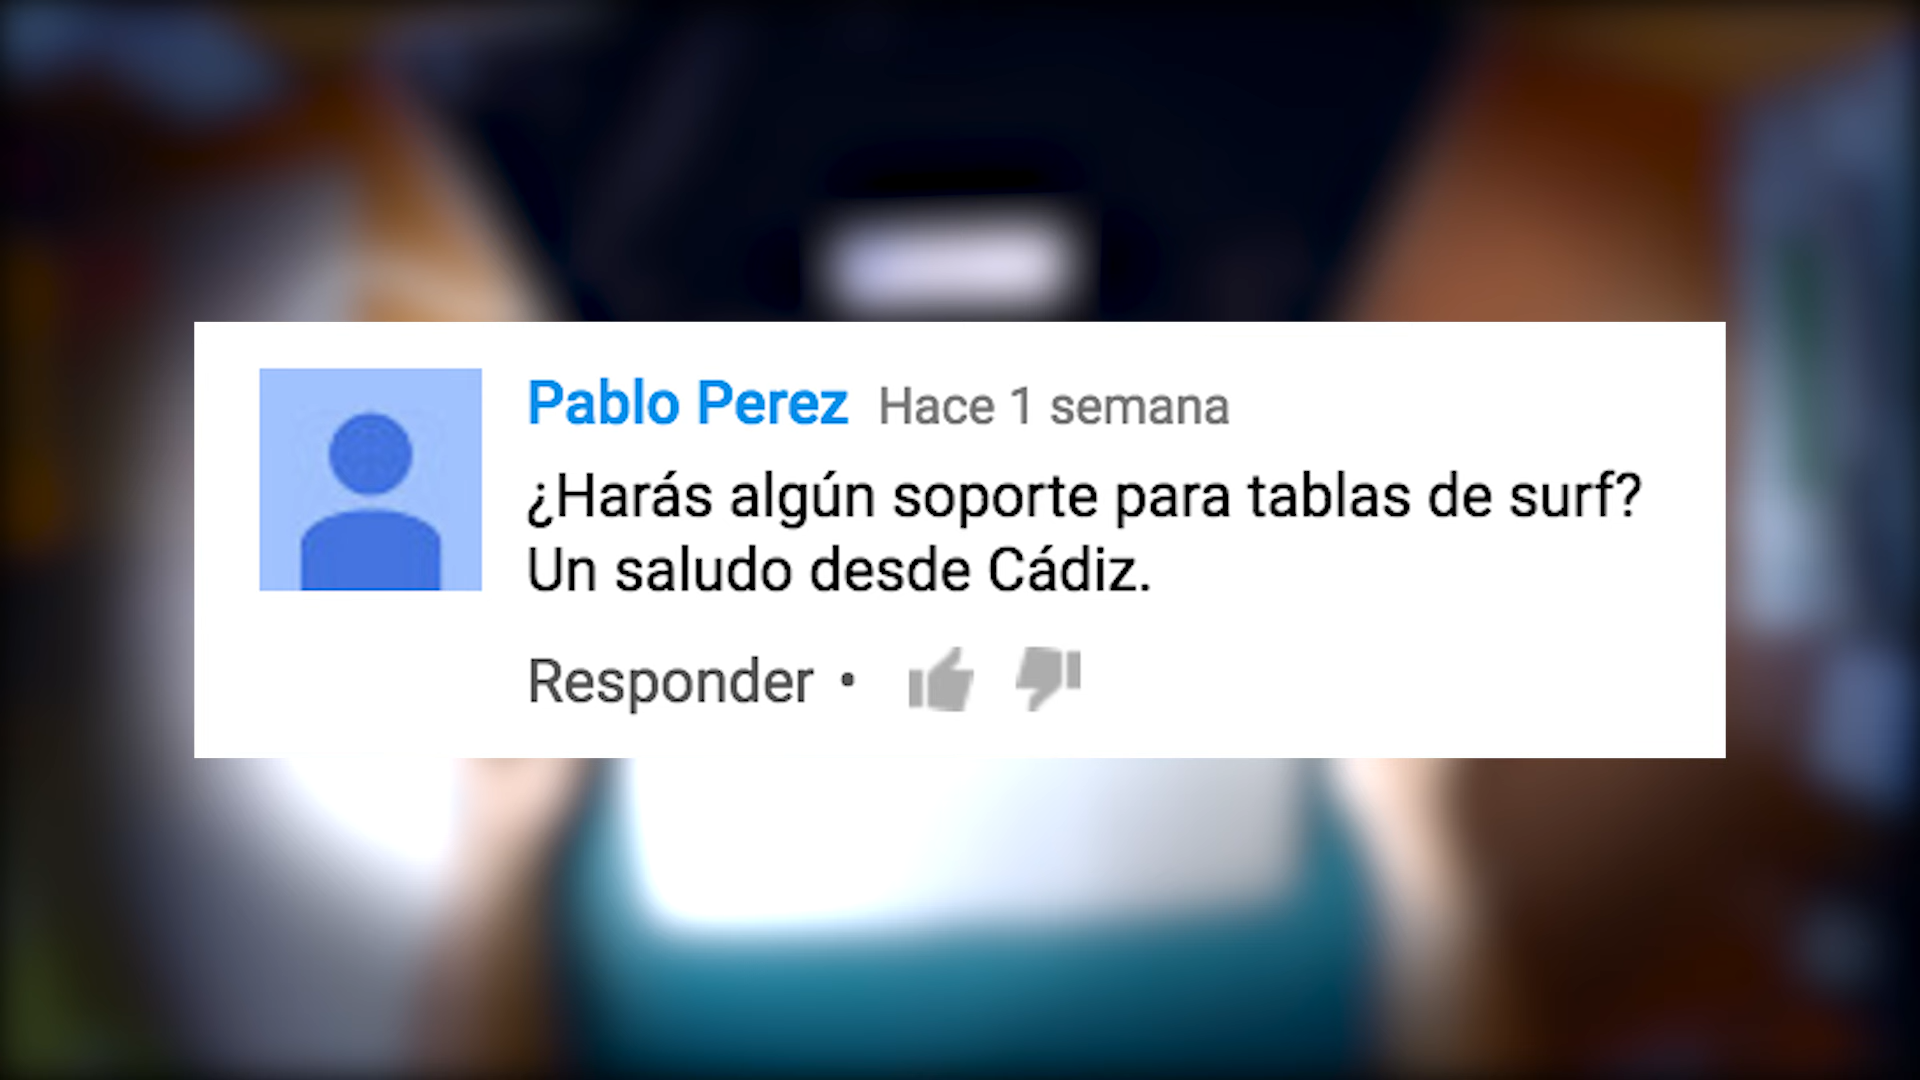 Pablo Perez Hace 1 semana
¿Harás algún soporte para tablas de surf?
Un saludo desde Cádiz.
Responder •